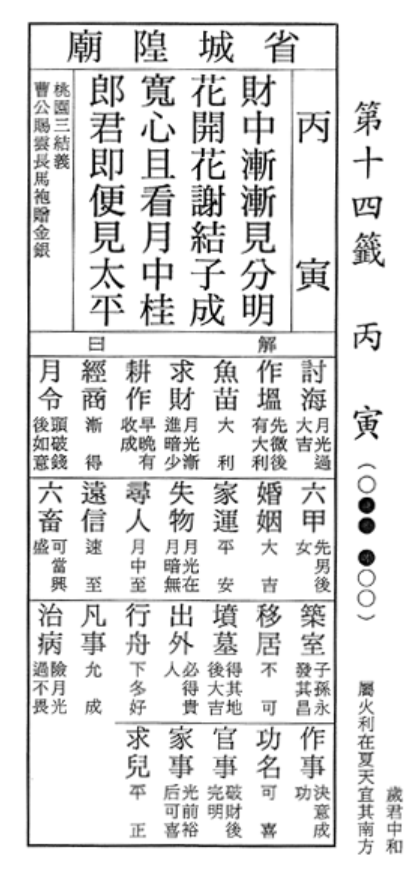 第十四籤 丙 寅(○●● ●○○)
歲君中和
屬火利在夏天宜其南方
省城隍廟
丙寅
財中漸漸見分明
花開花謝結子成
寬心且看月中桂
郎君即便見太平
桃園三結義
曹公賜雲長馬袍贈金銀
解曰
討海 月光過大吉
作塭 先微後有大利
魚苗 大利
求財 月光漸進暗少
耕作 早晚有收成
經商 漸得
月令 頭破錢後如意
六甲 先男後女
婚姻 大吉
家運 平安
失物 月光在月暗無
尋人 月中至
遠信 速至
六畜 可當興盛
築室 子孫永發其昌
移居 不可
墳墓 得其地後大吉
出外 必得貴人
行舟 下多好
凡事 允成
治病 險月光過不畏
作事 決意成功
功名 可喜
官事 破財後完明
家事 光前裕后可喜
求兒 平正